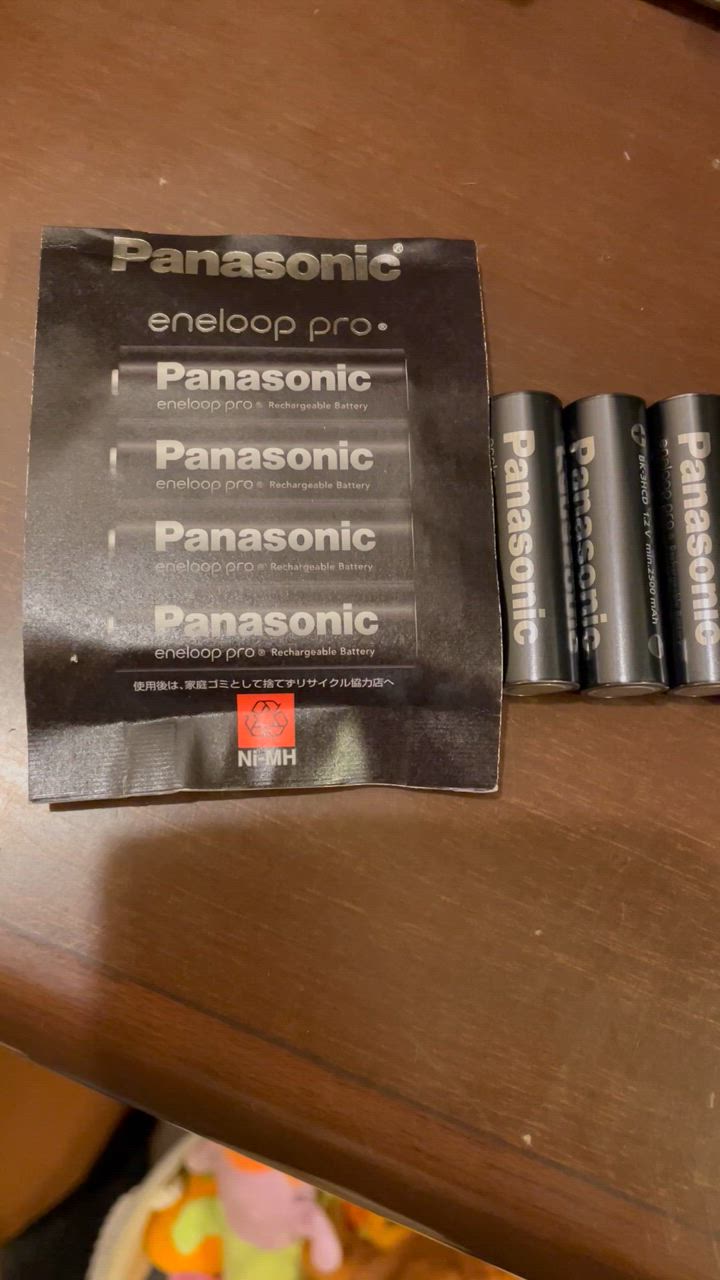 Panasonic®
eneloop pro®
Panasonic
eneloop pro® Rechargeable Battery
Panasonic
eneloop pro® Rechargeable Battery
Panasonic
eneloop pro® Rechargeable Battery
Panasonic
eneloop pro® Rechargeable Battery
使用後は、家庭ゴミとして捨てずリサイクル協力店へ
Ni-MH
Panasonic
Panasonic
BK-3HCD 1.2 V min.2500 mAh
Panasonic
eneloop pro